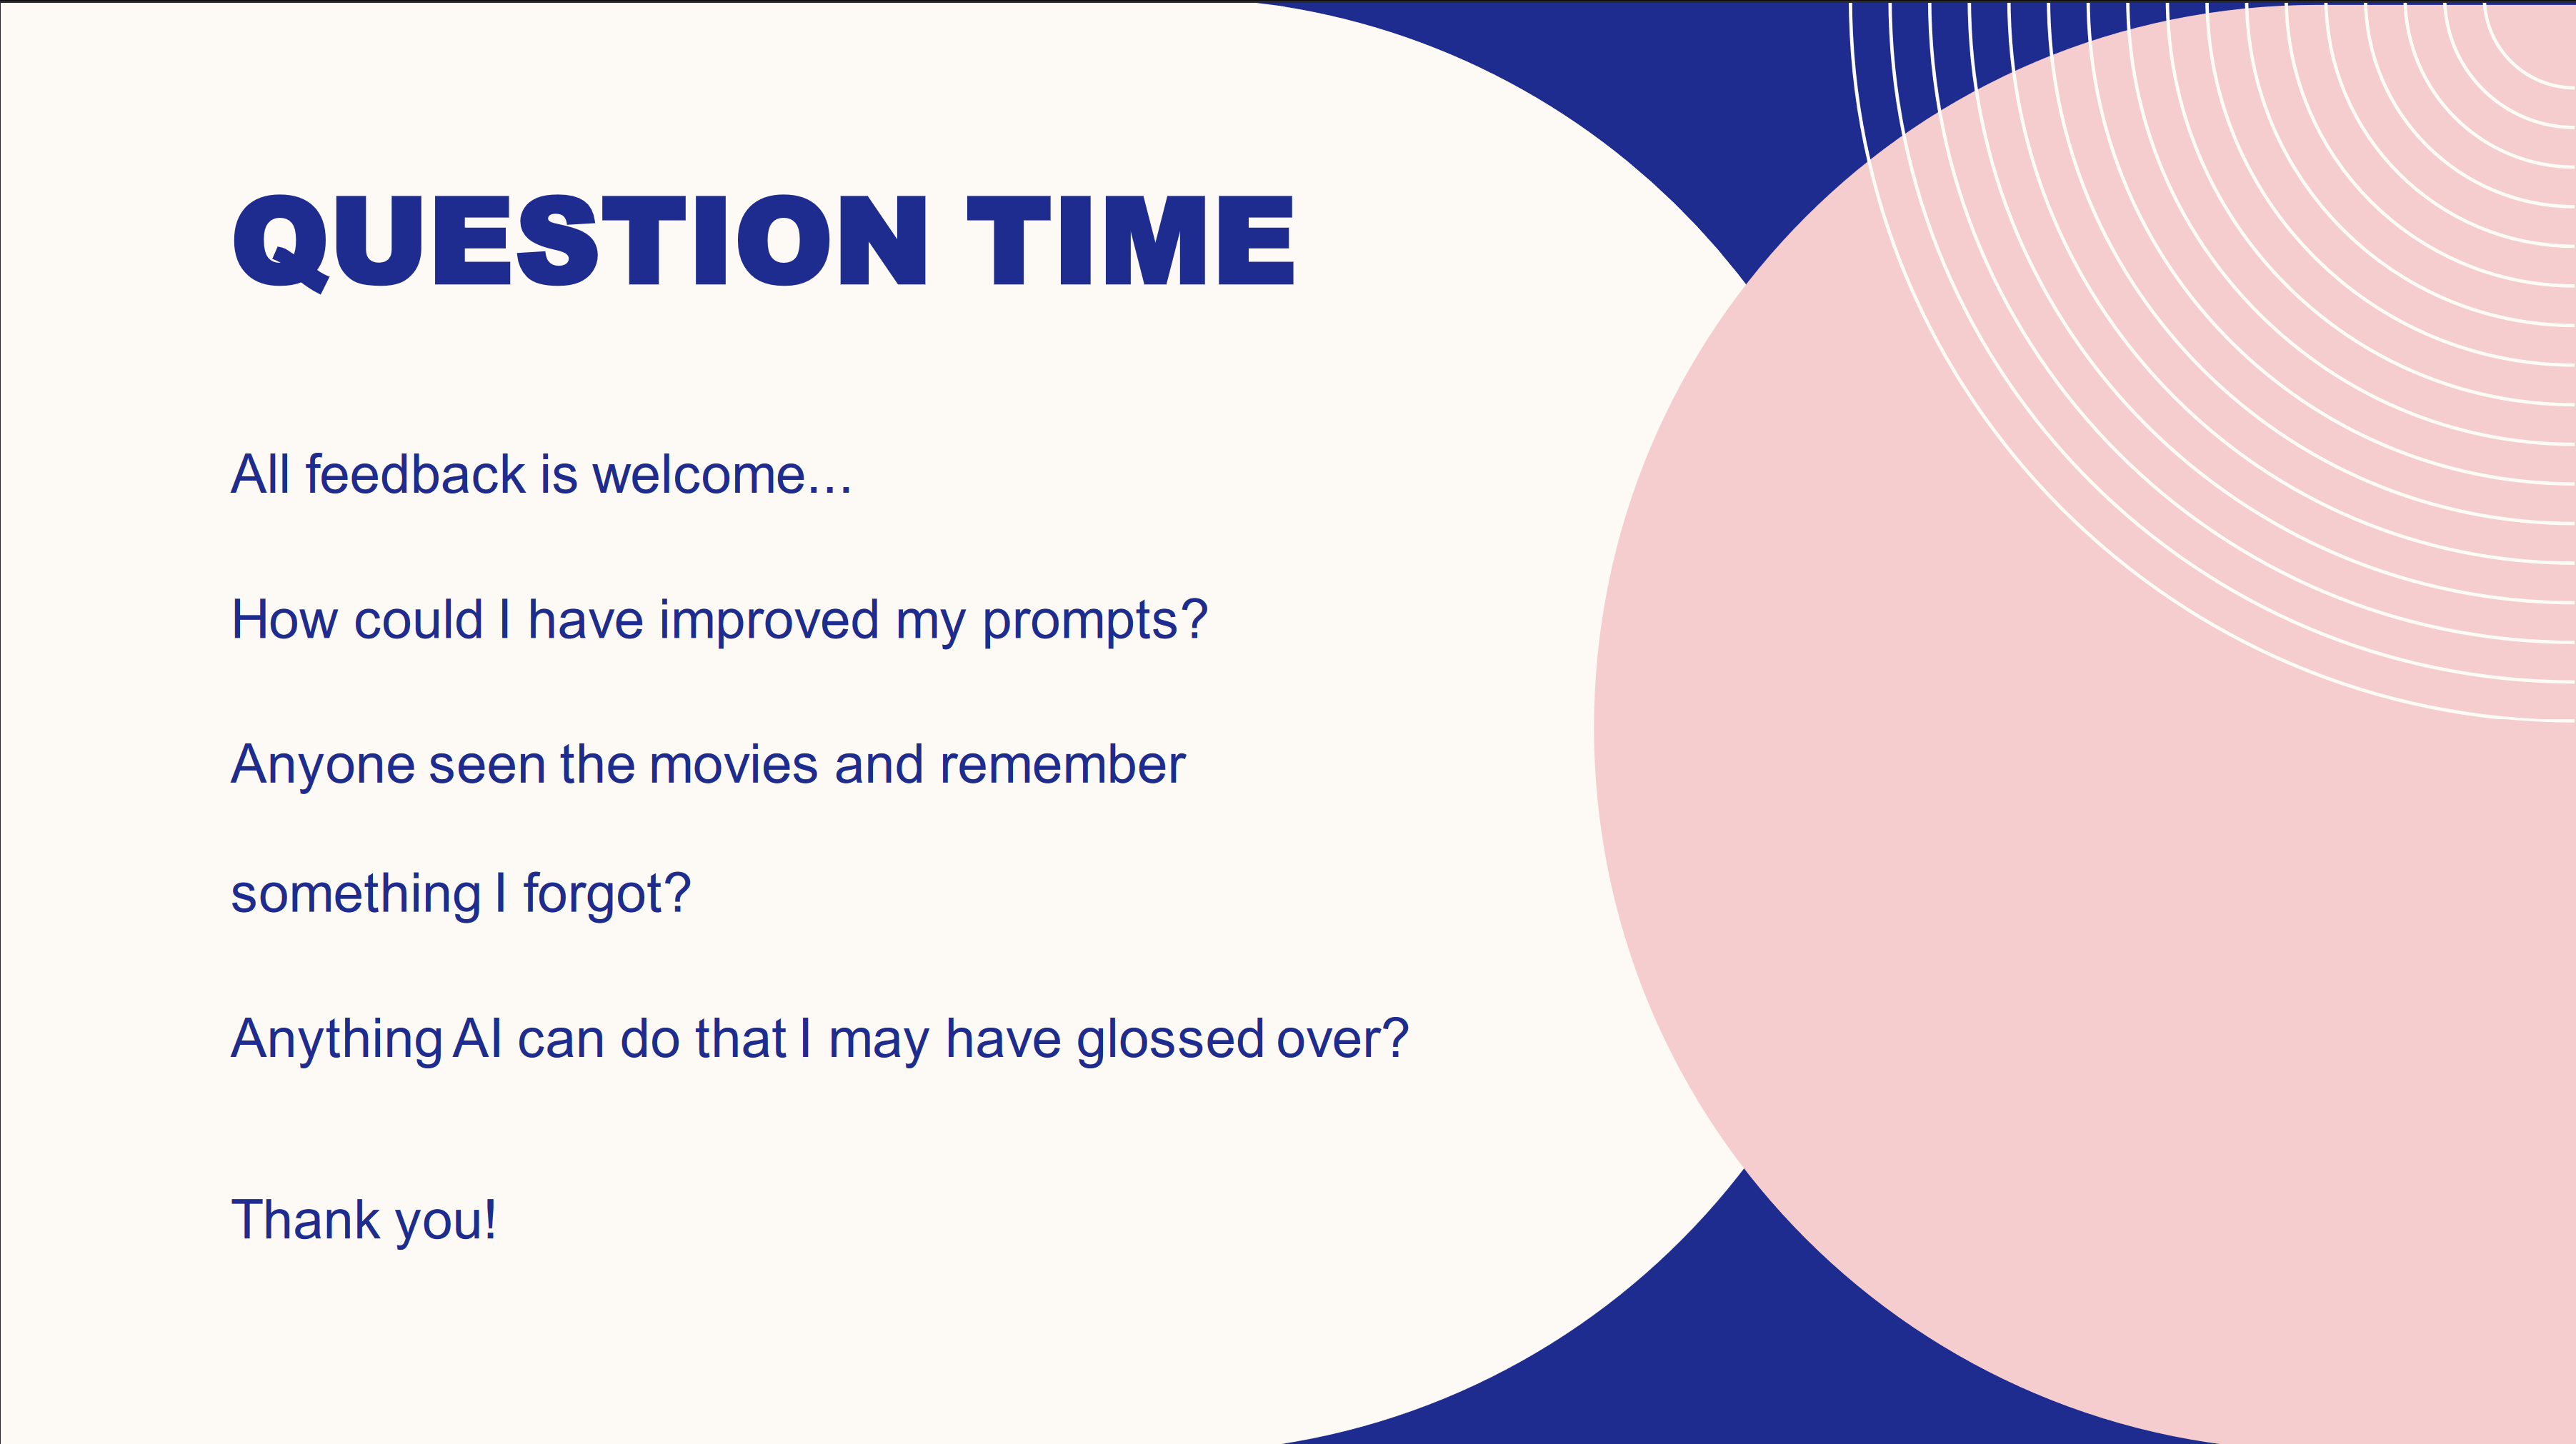 QUESTION TIME
All feedback is welcome...
How could I have improved my prompts?
Anyone seen the movies and remember
something I forgot?
Anything AI can do that I may have glossed over?
Thank you!